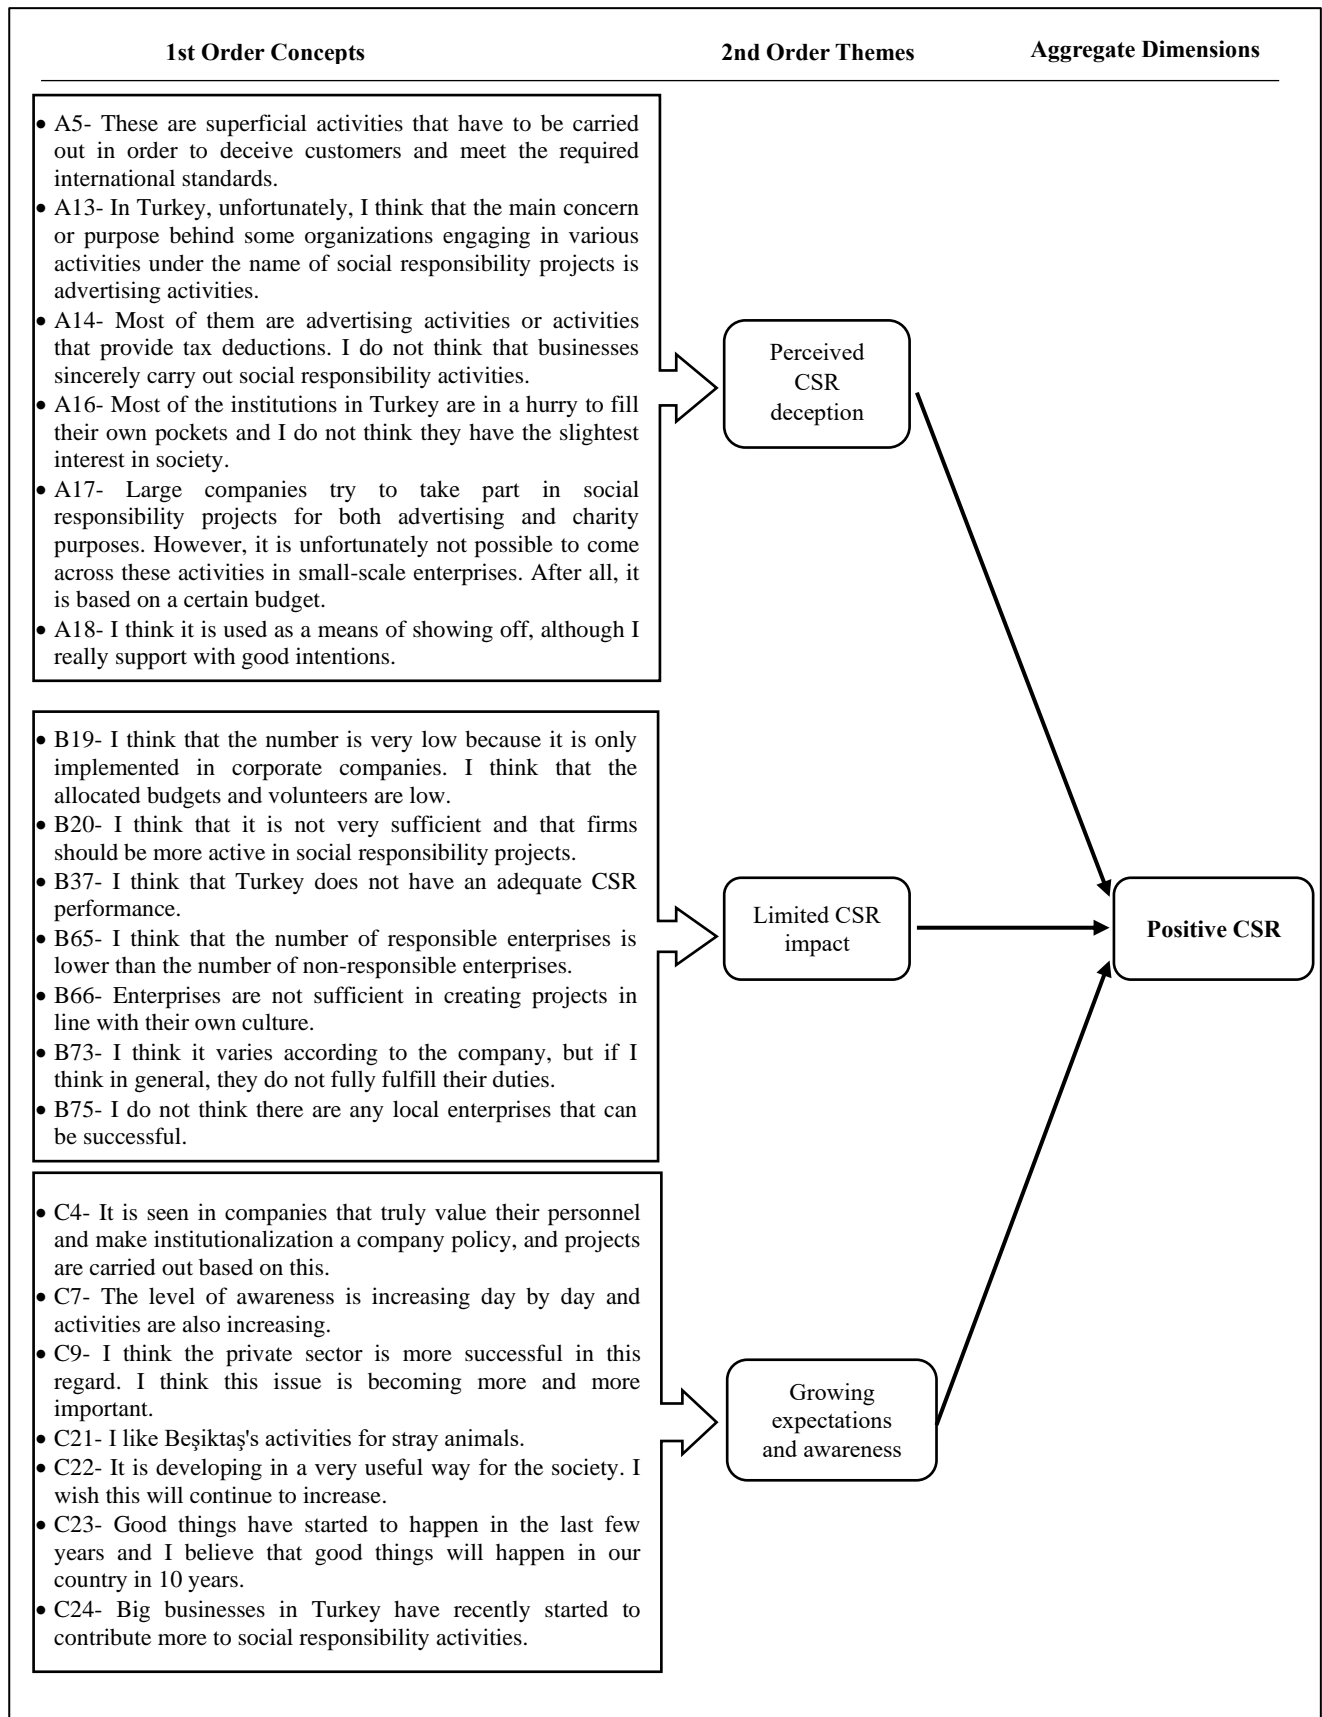 1st Order Concepts
2nd Order Themes
Aggregate Dimensions
• A5- These are superficial activities that have to be carried
out in order to deceive customers and meet the required
international standards.
• A13- In Turkey, unfortunately, I think that the main concern
or purpose behind some organizations engaging in various
activities under the name of social responsibility projects is
advertising activities.
• A14- Most of them are advertising activities or activities
that provide tax deductions. I do not think that businesses
sincerely carry out social responsibility activities.
• A16- Most of the institutions in Turkey are in a hurry to fill
their own pockets and I do not think they have the slightest
interest in society.
• A17- Large companies try to take part in social
responsibility projects for both advertising and charity
purposes. However, it is unfortunately not possible to come
across these activities in small-scale enterprises. After all, it
is based on a certain budget.
• A18- I think it is used as a means of showing off, although I
really support with good intentions.
Perceived
CSR
deception
• B19- I think that the number is very low because it is only
implemented in corporate companies. I think that the
allocated budgets and volunteers are low.
• B20- I think that it is not very sufficient and that firms
should be more active in social responsibility projects.
• B37- I think that Turkey does not have an adequate CSR
performance.
• B65- I think that the number of responsible enterprises is
lower than the number of non-responsible enterprises.
• B66- Enterprises are not sufficient in creating projects in
line with their own culture.
• B73- I think it varies according to the company, but if I
think in general, they do not fully fulfill their duties.
• B75- I do not think there are any local enterprises that can
be successful.
Limited CSR
impact
Positive CSR
• C4- It is seen in companies that truly value their personnel
and make institutionalization a company policy, and projects
are carried out based on this.
• C7- The level of awareness is increasing day by day and
activities are also increasing.
• C9- I think the private sector is more successful in this
regard. I think this issue is becoming more and more
important.
• C21- I like Beşiktaş's activities for stray animals.
• C22- It is developing in a very useful way for the society. I
wish this will continue to increase.
• C23- Good things have started to happen in the last few
years and I believe that good things will happen in our
country in 10 years.
• C24- Big businesses in Turkey have recently started to
contribute more to social responsibility activities.
Growing
expectations
and awareness